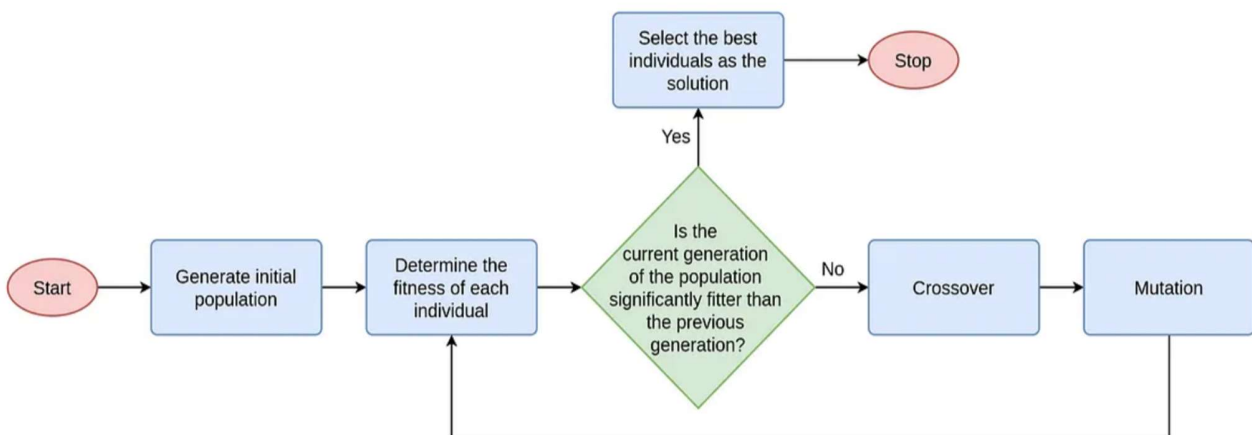 Select the best
individuals as the
solution
Stop
Yes
Start
Generate initial
population
Determine the
fitness of each
individual
Is the
current generation
of the population
significantly fitter than
the previous
generation?
No
Crossover
Mutation